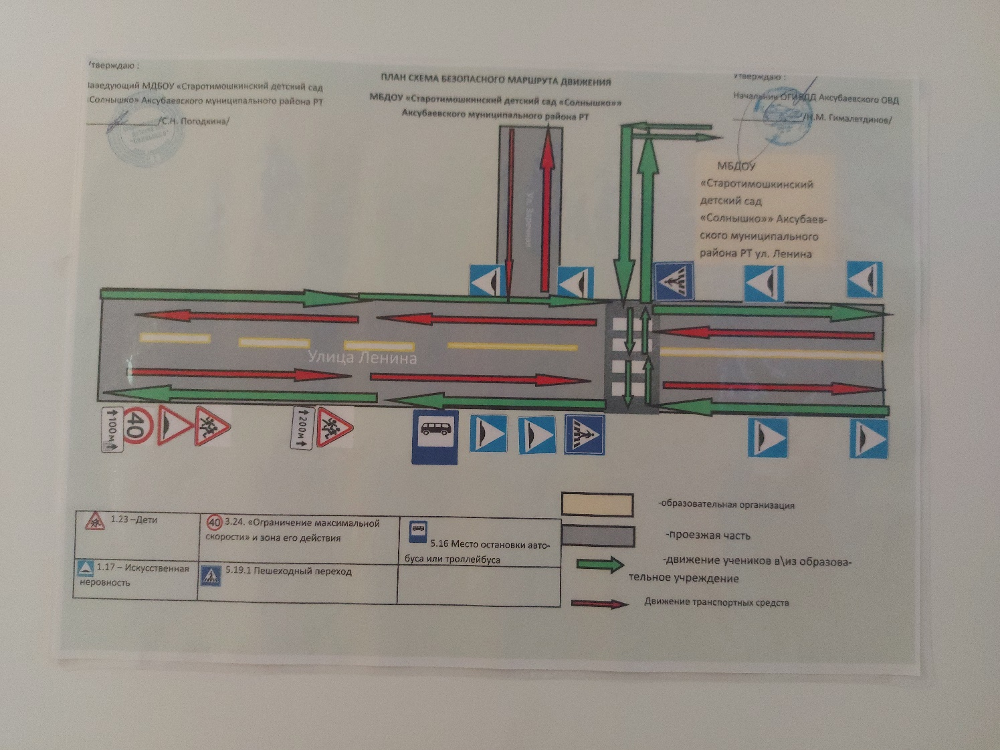 Утверждаю :
Заведующий МДБОУ «Старотимошкинский детский сад
«Солнышко» Аксубаевского муниципального района РТ
/С.Н. Погодкина/
ПЛАН СХЕМА БЕЗОПАСНОГО МАРШРУТА ДВИЖЕНИЯ
МБДОУ «Старотимошкинский детский сад «Солнышко»»
Аксубаевского муниципального района РТ
Утверждаю :
Начальник ОГИБДД Аксубаевского ОВД
/Н.М. Гималетдинов/
МБДОУ
«Старотимошкинский
детский сад
«Солнышко»» Аксубаев-
ского муниципального
района РТ ул. Ленина
Ул. Заречная
Улица Ленина
100м
40
200м
1.23 –Дети
40 3.24. «Ограничение максимальной
скорости» и зона его действия
5.16 Место остановки авто-
буса или троллейбуса
1.17 – Искусственная
неровность
5.19.1 Пешеходный переход
-образовательная организация
-проезжая часть
-движение учеников в\из образова-
тельное учреждение
Движение транспортных средств